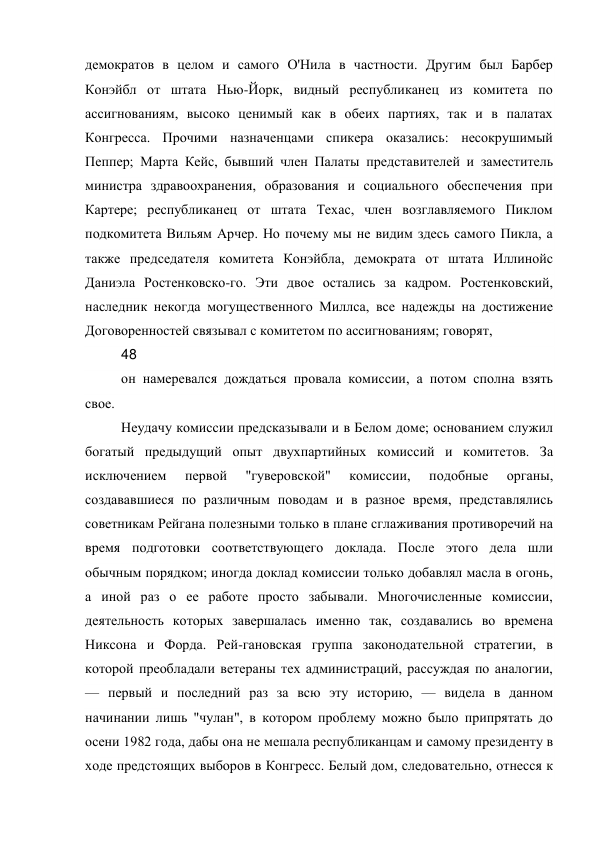 демократов в целом и самого О'Нила в частности. Другим был Барбер
Конэйбл от штата Нью-Йорк, видный республиканец из комитета по
ассигнованиям, высоко ценимый как в обеих партиях, так и в палатах
Конгресса. Прочими назначенцами спикера оказались: несокрушимый
Пеппер; Марта Кейс, бывший член Палаты представителей и заместитель
министра здравоохранения, образования и социального обеспечения при
Картере; республиканец от штата Техас, член возглавляемого Пиклом
подкомитета Вильям Арчер. Но почему мы не видим здесь самого Пикла, а
также председателя комитета Конэйбла, демократа от штата Иллинойс
Даниэла Ростенковско-го. Эти двое остались за кадром. Ростенковский,
наследник некогда могущественного Миллса, все надежды на достижение
Договоренностей связывал с комитетом по ассигнованиям; говорят,
48
он намеревался дождаться провала комиссии, а потом сполна взять
свое.
Неудачу комиссии предсказывали и в Белом доме; основанием служил
богатый предыдущий опыт двухпартийных комиссий и комитетов. За
исключением первой "гуверовской" комиссии, подобные органы,
создававшиеся по различным поводам и в разное время, представлялись
советникам Рейгана полезными только в плане сглаживания противоречий на
время подготовки соответствующего доклада. После этого дела шли
обычным порядком; иногда доклад комиссии только добавлял масла в огонь,
а иной раз о ее работе просто забывали. Многочисленные комиссии,
деятельность которых завершалась именно так, создавались во времена
Никсона и Форда. Рей-гановская группа законодательной стратегии, в
которой преобладали ветераны тех администраций, рассуждая по аналогии,
— первый и последний раз за всю эту историю, — видела в данном
начинании лишь "чулан", в котором проблему можно было припрятать до
осени 1982 года, дабы она не мешала республиканцам и самому президенту в
ходе предстоящих выборов в Конгресс. Белый дом, следовательно, отнесся к